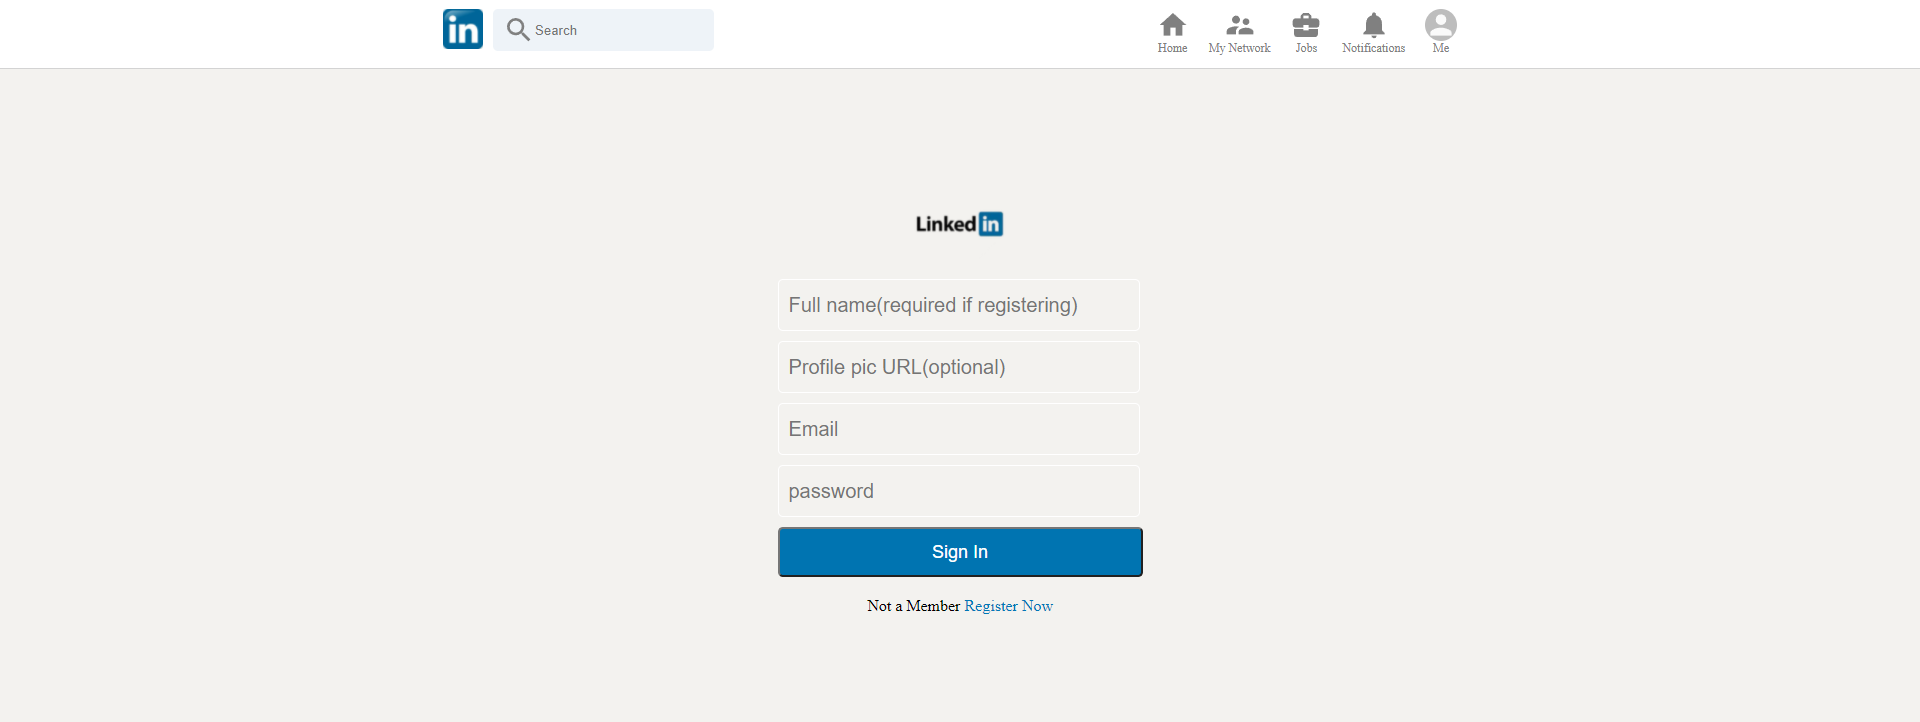 in Search
Home My Network Jobs Notifications Me
Linked in
Full name(required if registering)
Profile pic URL(optional)
Email
password
Sign In
Not a Member Register Now